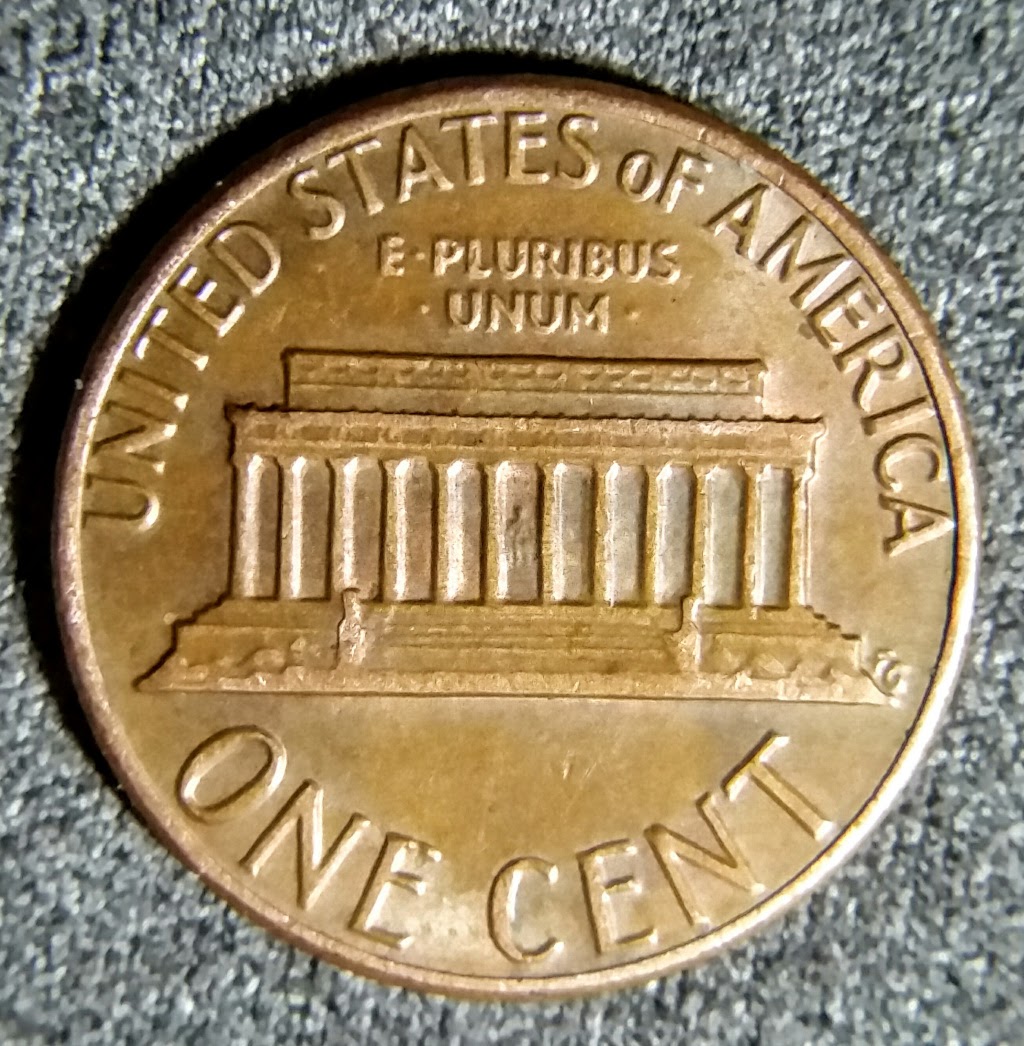 UNITED STATES OF AMERICA
E·PLURIBUS
·UNUM·
ONE CENT